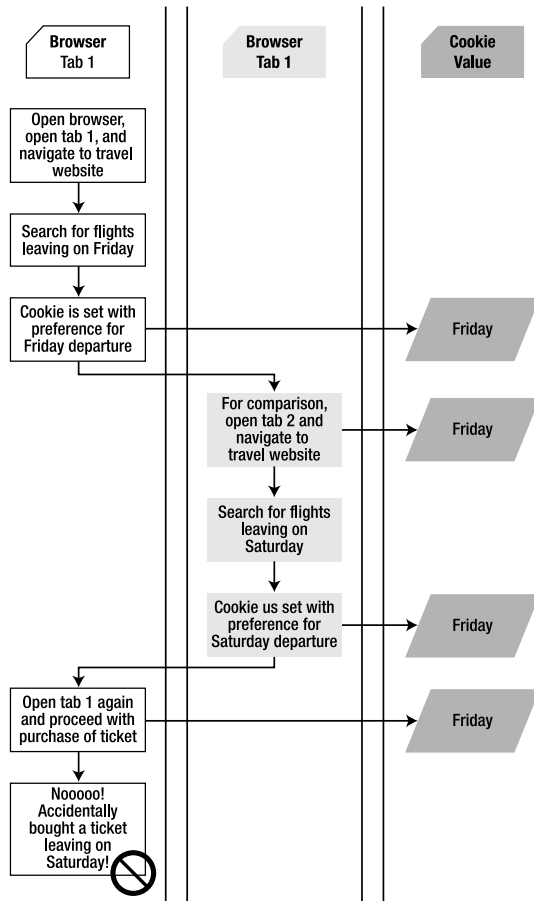 Browser
Tab 1
Browser
Tab 1
Cookie
Value
Open browser,
open tab 1, and
navigate to travel
website
Search for flights
leaving on Friday
Cookie is set with
preference for
Friday departure
Friday
For comparison,
open tab 2 and
navigate to
travel website
Friday
Search for flights
leaving on
Saturday
Cookie us set with
preference for
Saturday departure
Friday
Open tab 1 again
and proceed with
purchase of ticket
Friday
Nooooo!
Accidentally
bought a ticket
leaving on
Saturday!